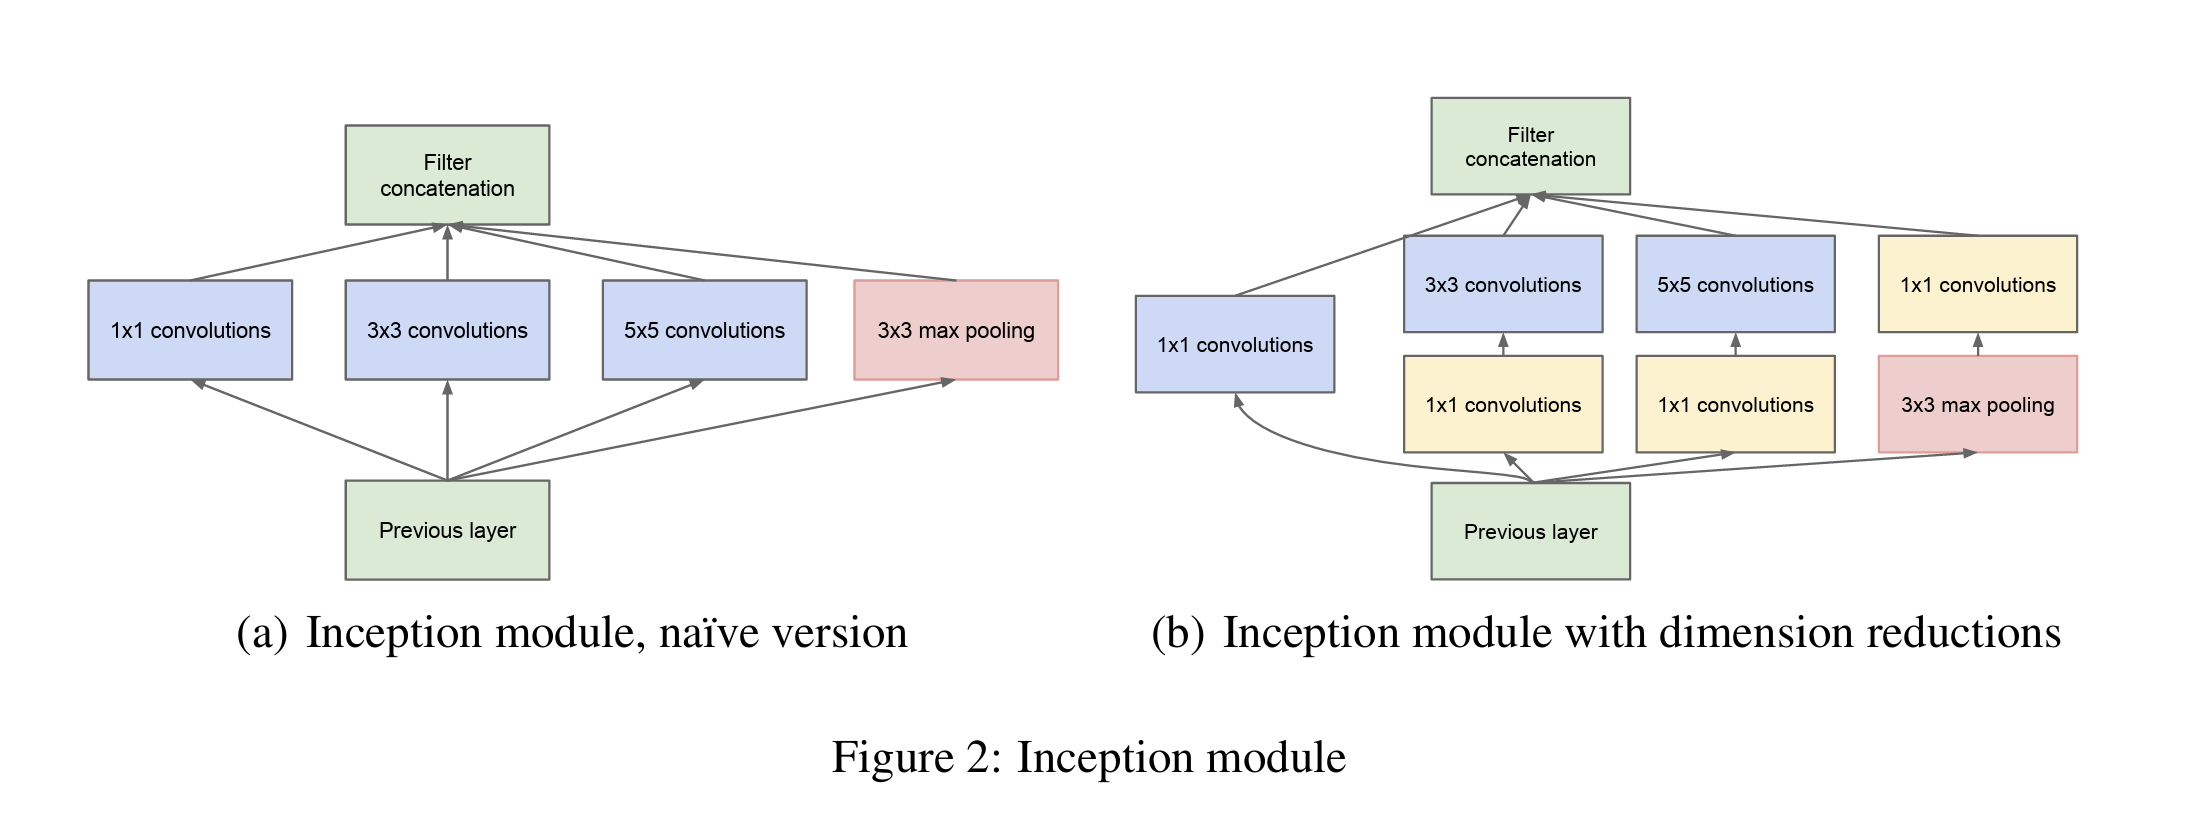 Filter
concatenation
1x1 convolutions
3x3 convolutions
5x5 convolutions
3x3 max pooling
Previous layer
(a) Inception module, naïve version
Filter
concatenation
1x1 convolutions
3x3 convolutions
5x5 convolutions
1x1 convolutions
1x1 convolutions
1x1 convolutions
3x3 max pooling
Previous layer
(b) Inception module with dimension reductions
Figure 2: Inception module